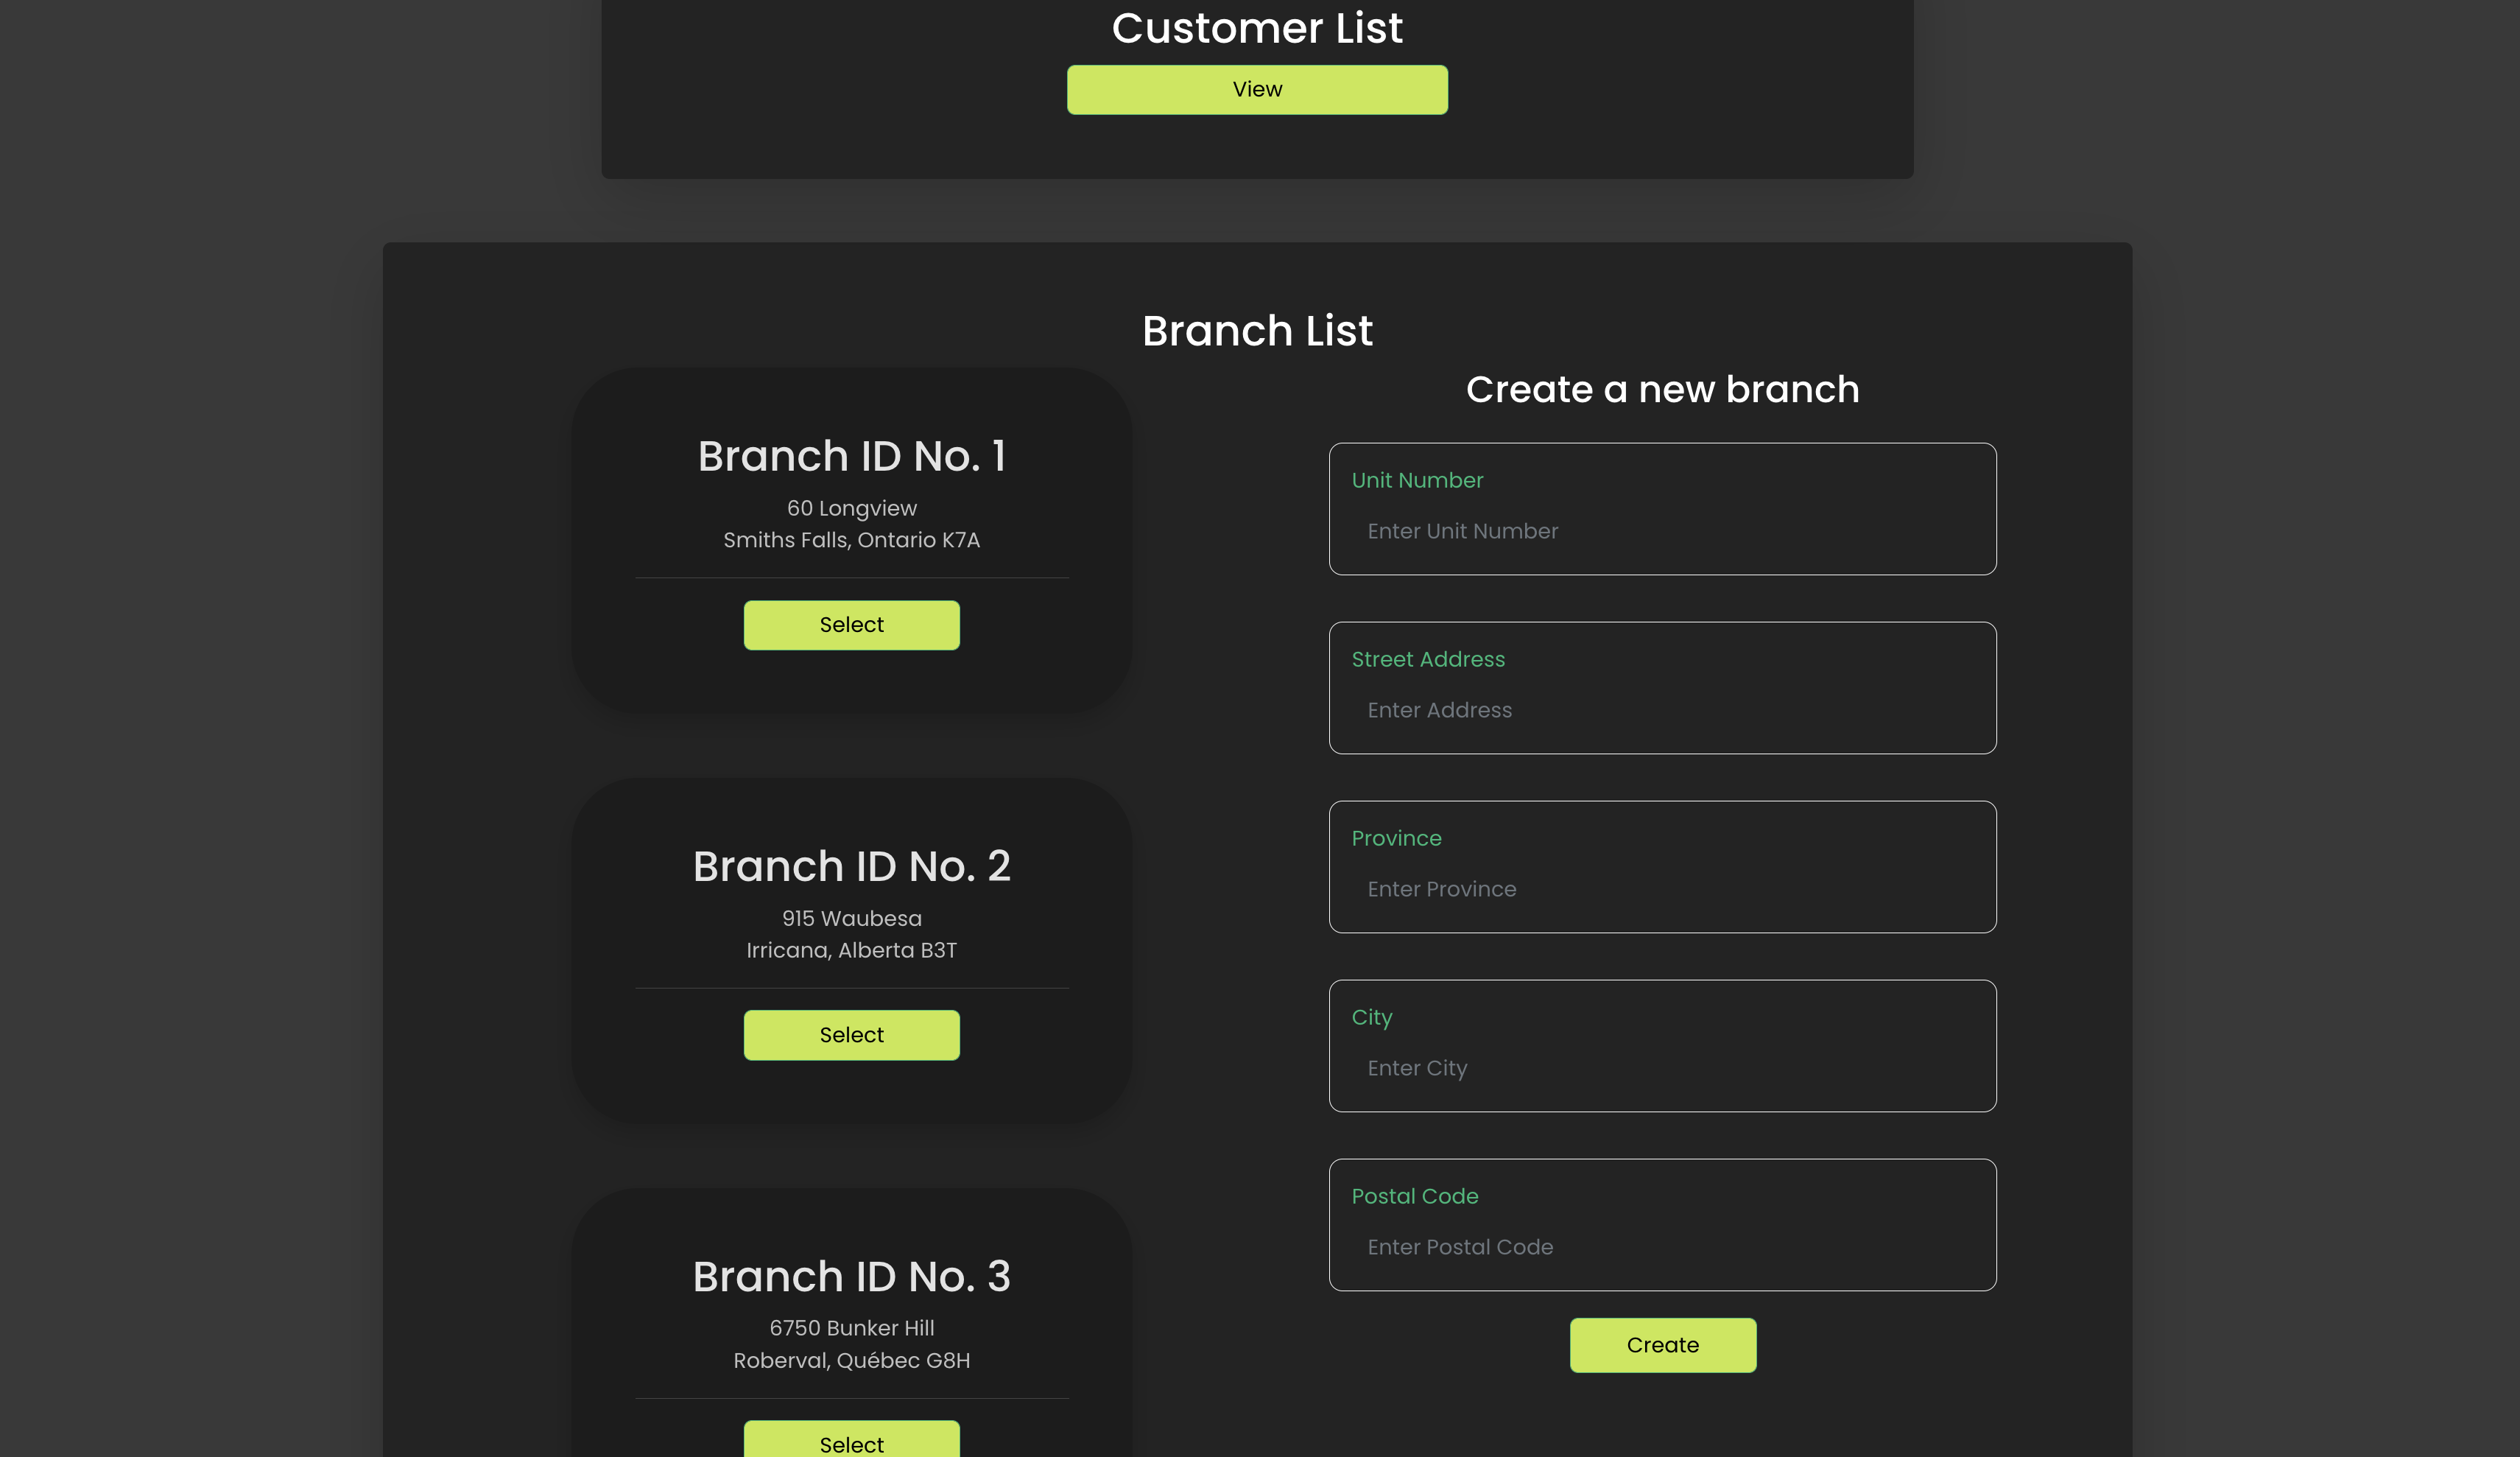 Customer List
View
Branch List
Branch ID No. 1
60 Longview
Smiths Falls, Ontario K7A
Select
Branch ID No. 2
915 Waubesa
Irricana, Alberta B3T
Select
Branch ID No. 3
6750 Bunker Hill
Roberval, Québec G8H
Select
Create a new branch
Unit Number
Enter Unit Number
Street Address
Enter Address
Province
Enter Province
City
Enter City
Postal Code
Enter Postal Code
Create